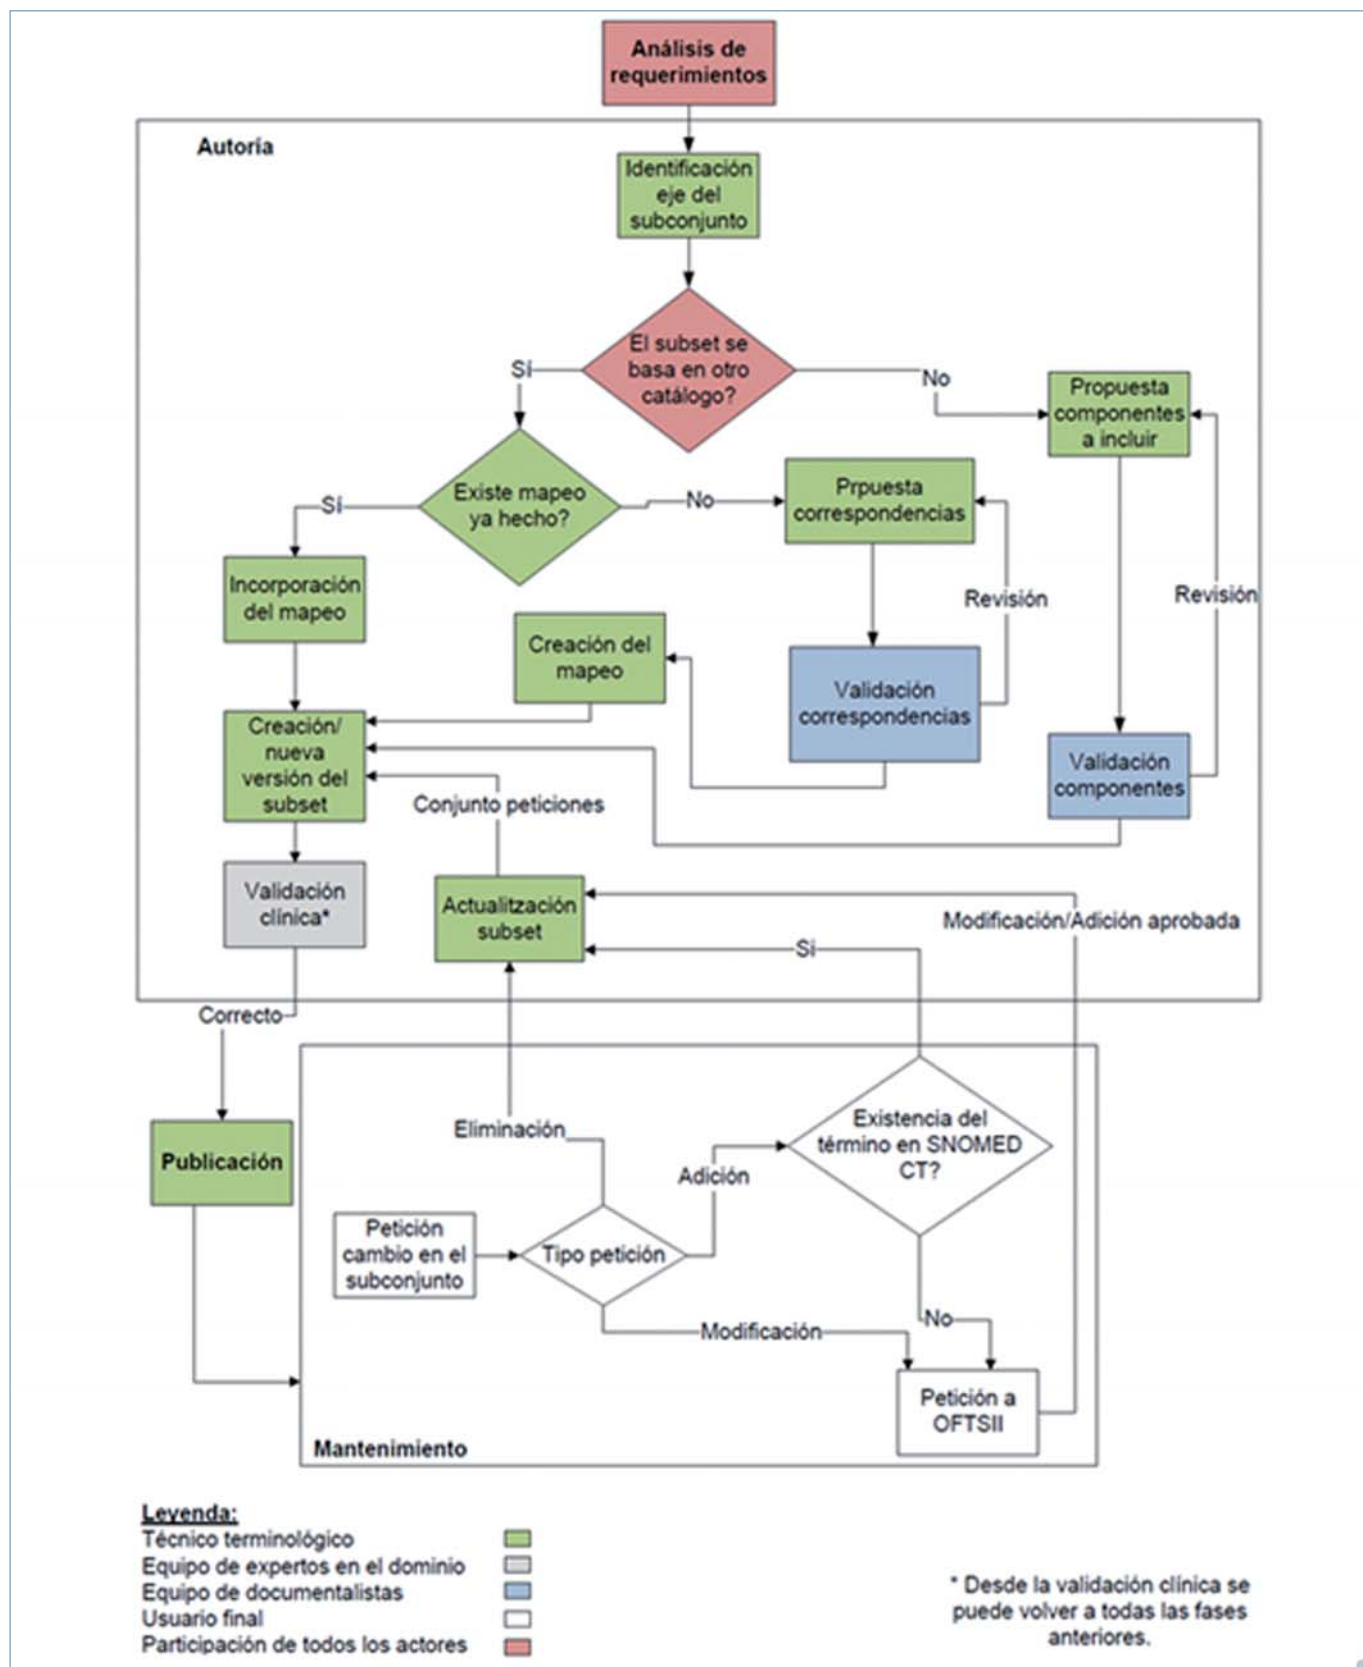 Análisis de
requerimientos
Autoría
Identificación
eje del
subconjunto
El subset se
basa en otro
catálogo?
Sí
No
Propuesta
componentes
a incluir
Existe mapeo
ya hecho?
Sí
No
Prpuesta
correspondencias
Incorporación
del mapeo
Revisión
Revisión
Creación del
mapeo
Validación
correspondencias
Creación/
nueva
versión del
subset
Validación
componentes
Conjunto peticiones
Validación
clínica*
Actualitzación
subset
Modificación/Adición aprobada
Si
Correcto
Eliminación
Existencia del
término en SNOMED
CT?
Publicación
Adición
Petición
cambio en el
subconjunto
Tipo petición
No
Modificación
Petición a
OFTSII
Mantenimiento
Leyenda:
Técnico terminológico
Equipo de expertos en el dominio
Equipo de documentalistas
Usuario final
Participación de todos los actores
* Desde la validación clínica se
puede volver a todas las fases
anteriores.